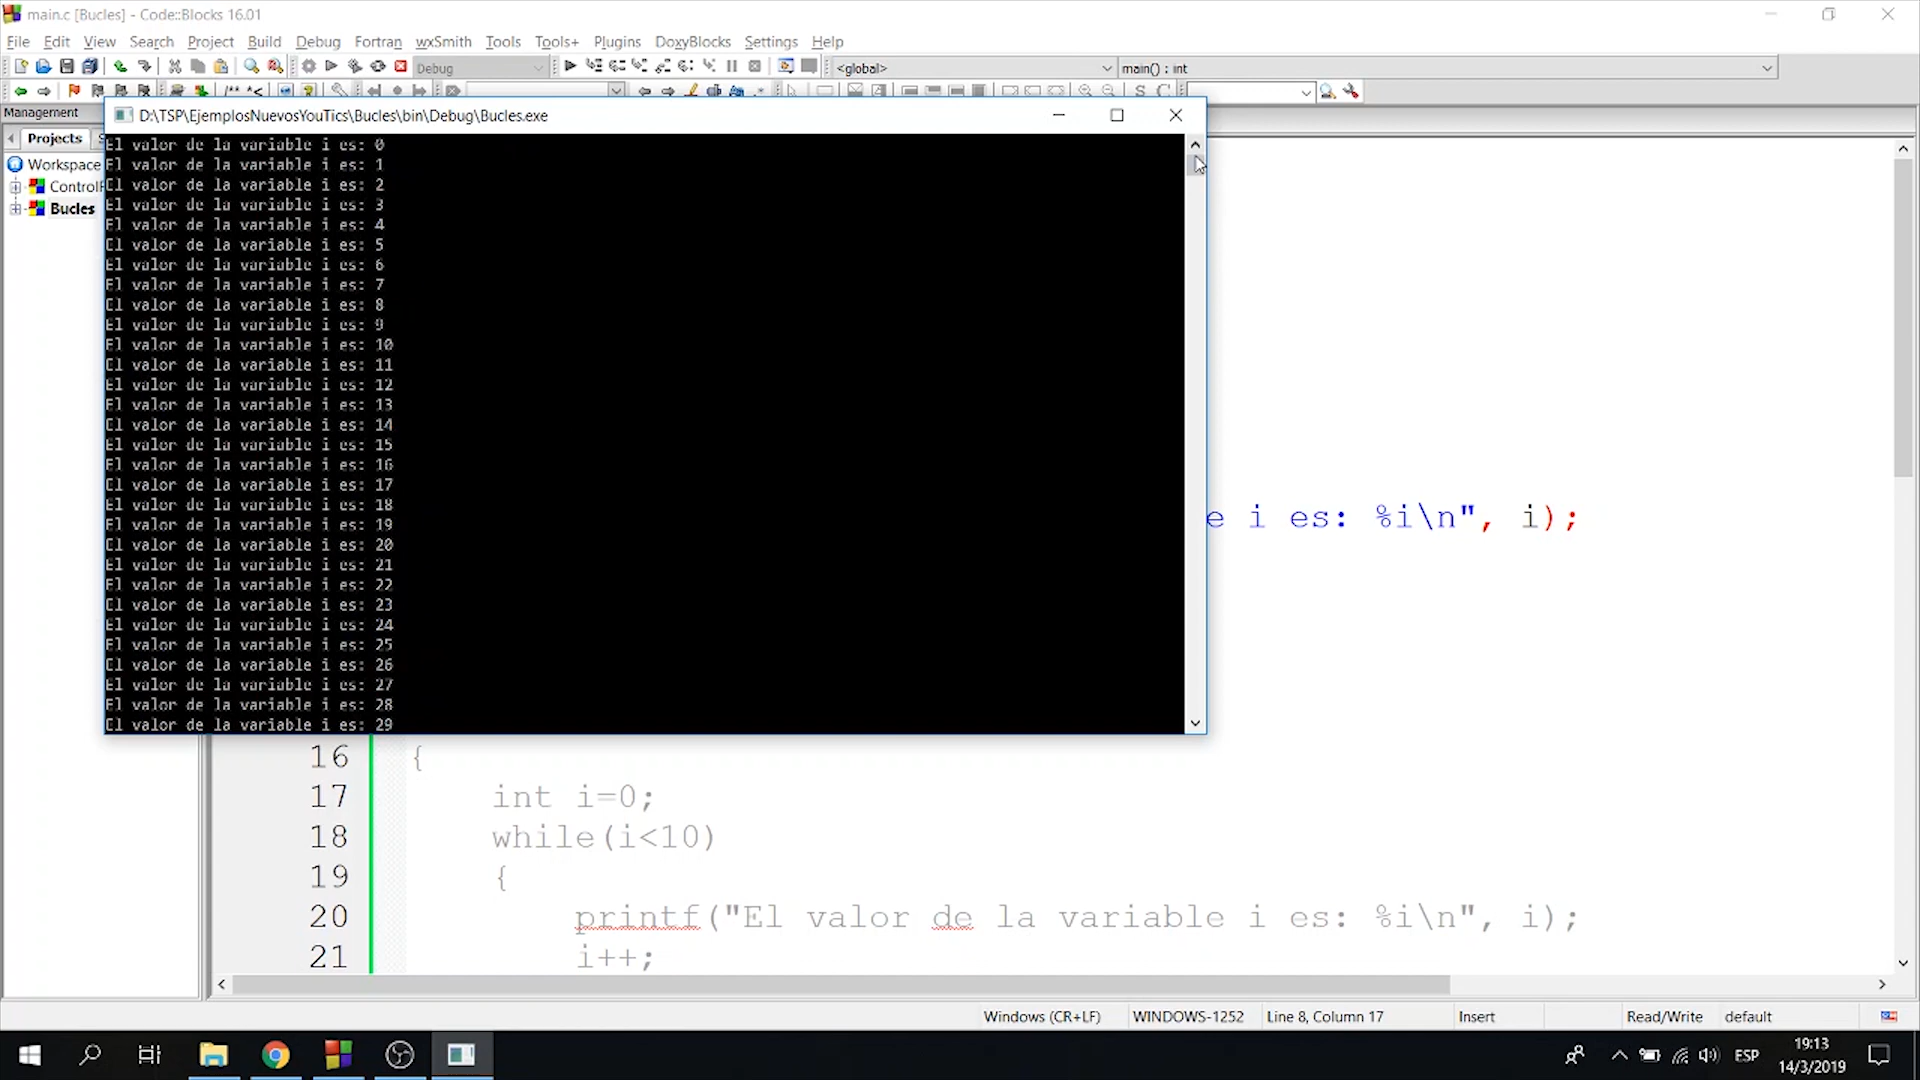 main.c [Bucles] - Code::Blocks 16.01
File Edit View Search Project Build Debug Fortran wxSmith Tools Tools+ Plugins DoxyBlocks Settings Help
Debug <global> main() : int
/** *<
S C
Management
D:\TSP\EjemplosNuevosYouTics\Bucles\bin\Debug\Bucles.exe
Projects
Workspace
Bucles
El valor de la variable i es: 0
El valor de la variable i es: 1
El valor de la variable i es: 2
El valor de la variable i es: 3
El valor de la variable i es: 4
El valor de la variable i es: 5
El valor de la variable i es: 6
El valor de la variable i es: 7
El valor de la variable i es: 8
El valor de la variable i es: 9
El valor de la variable i es: 10
El valor de la variable i es: 11
El valor de la variable i es: 12
El valor de la variable i es: 13
El valor de la variable i es: 14
El valor de la variable i es: 15
El valor de la variable i es: 16
El valor de la variable i es: 17
El valor de la variable i es: 18
El valor de la variable i es: 19
El valor de la variable i es: 20
El valor de la variable i es: 21
El valor de la variable i es: 22
El valor de la variable i es: 23
El valor de la variable i es: 24
El valor de la variable i es: 25
El valor de la variable i es: 26
El valor de la variable i es: 27
El valor de la variable i es: 28
El valor de la variable i es: 29
e i es: %i\n", i);
16 {
17 int i=0;
18 while(i<10)
19 {
20 printf("El valor de la variable i es: %i\n", i);
21 i++;
Windows (CR+LF) WINDOWS-1252 Line 8, Column 17 Insert Read/Write default
ESP 19:13
14/3/2019